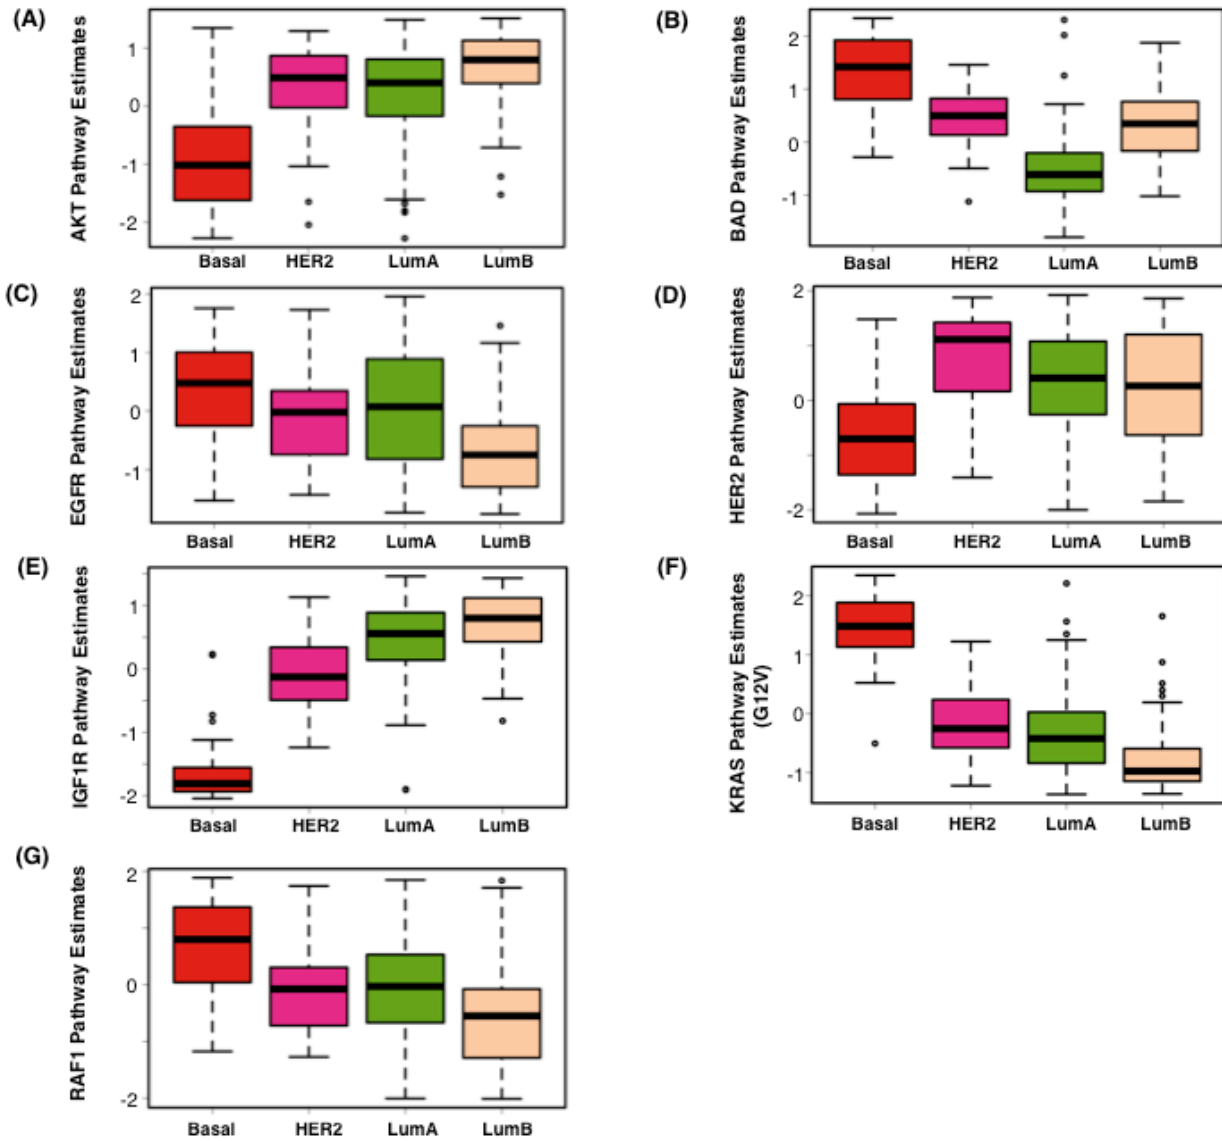 (A)
AKT Pathway Estimates
1
0
-1
-2
Basal HER2 LumA LumB
(B)
BAD Pathway Estimates
2
1
0
-1
Basal HER2 LumA LumB
(C)
EGFR Pathway Estimates
2
1
0
-1
Basal HER2 LumA LumB
(D)
HER2 Pathway Estimates
2
0
-2
Basal HER2 LumA LumB
(E)
IGF1R Pathway Estimates
1
0
-1
-2
Basal HER2 LumA LumB
(F)
KRAS Pathway Estimates
(G12V)
2
1
0
-1
Basal HER2 LumA LumB
(G)
RAF1 Pathway Estimates
2
0
-2
Basal HER2 LumA LumB